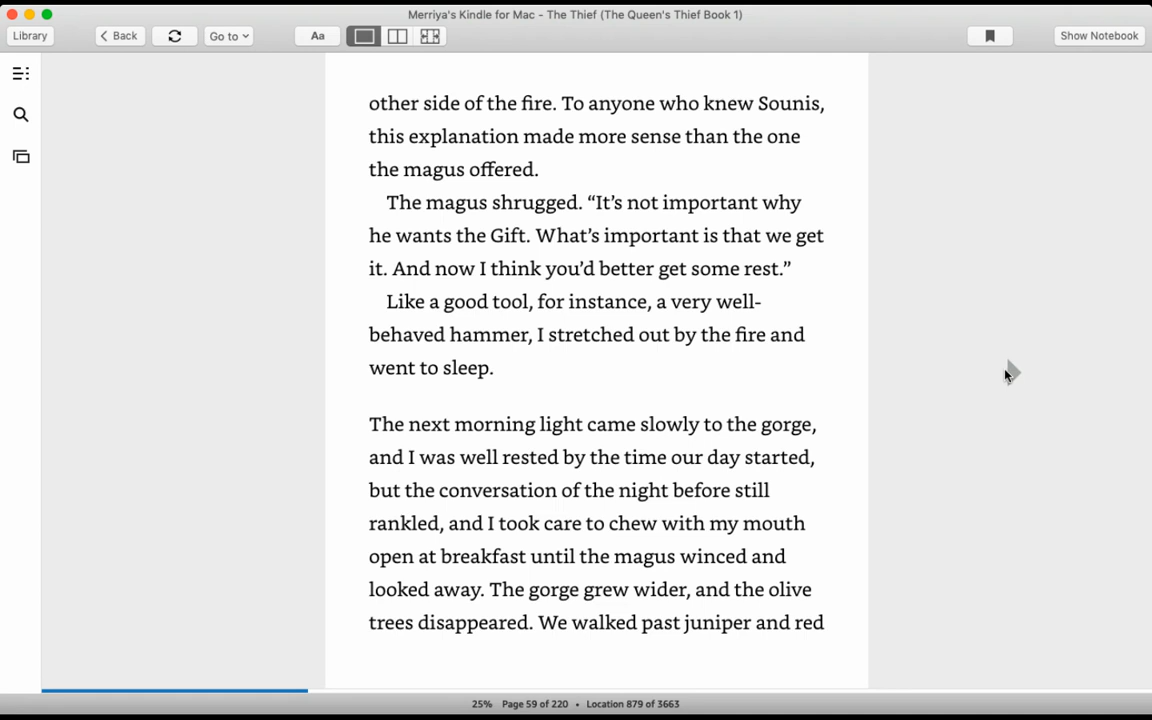 Merriya's Kindle for Mac - The Thief (The Queen's Thief Book 1)
Library
Back
Go to
Aa
Show Notebook
other side of the fire. To anyone who knew Sounis,
this explanation made more sense than the one
the magus offered.
The magus shrugged. “It’s not important why
he wants the Gift. What’s important is that we get
it. And now I think you’d better get some rest.”
Like a good tool, for instance, a very well-
behaved hammer, I stretched out by the fire and
went to sleep.
The next morning light came slowly to the gorge,
and I was well rested by the time our day started,
but the conversation of the night before still
rankled, and I took care to chew with my mouth
open at breakfast until the magus winced and
looked away. The gorge grew wider, and the olive
trees disappeared. We walked past juniper and red
25% Page 59 of 220 • Location 879 of 3663